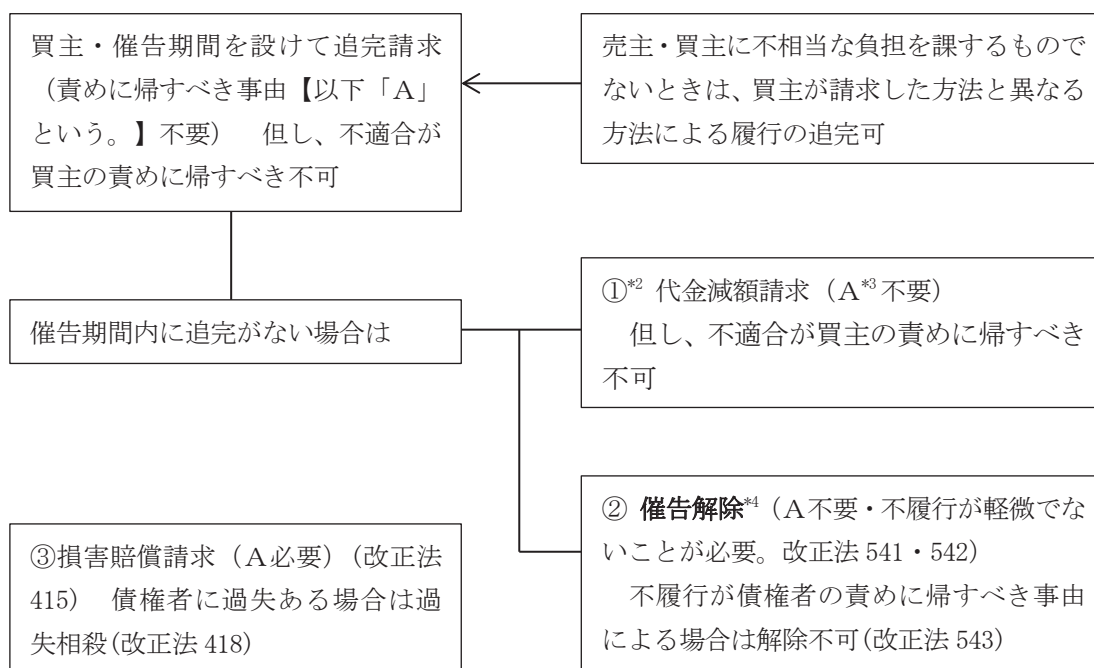 買主・催告期間を設けて追完請求
（責めに帰すべき事由【以下「A」
という。】不要）　但し、不適合が
買主の責めに帰すべき不可
売主・買主に不相当な負担を課するもので
ないときは、買主が請求した方法と異なる
方法による履行の追完可
催告期間内に追完がない場合は
①*2 代金減額請求（A*3不要）
但し、不適合が買主の責めに帰すべき
不可
② 催告解除*4（A不要・不履行が軽微でな
いことが必要。改正法 541・542）
不履行が債権者の責めに帰すべき事由
による場合は解除不可(改正法 543)
③損害賠償請求（A必要）(改正法
415)　債権者に過失ある場合は過
失相殺(改正法 418)